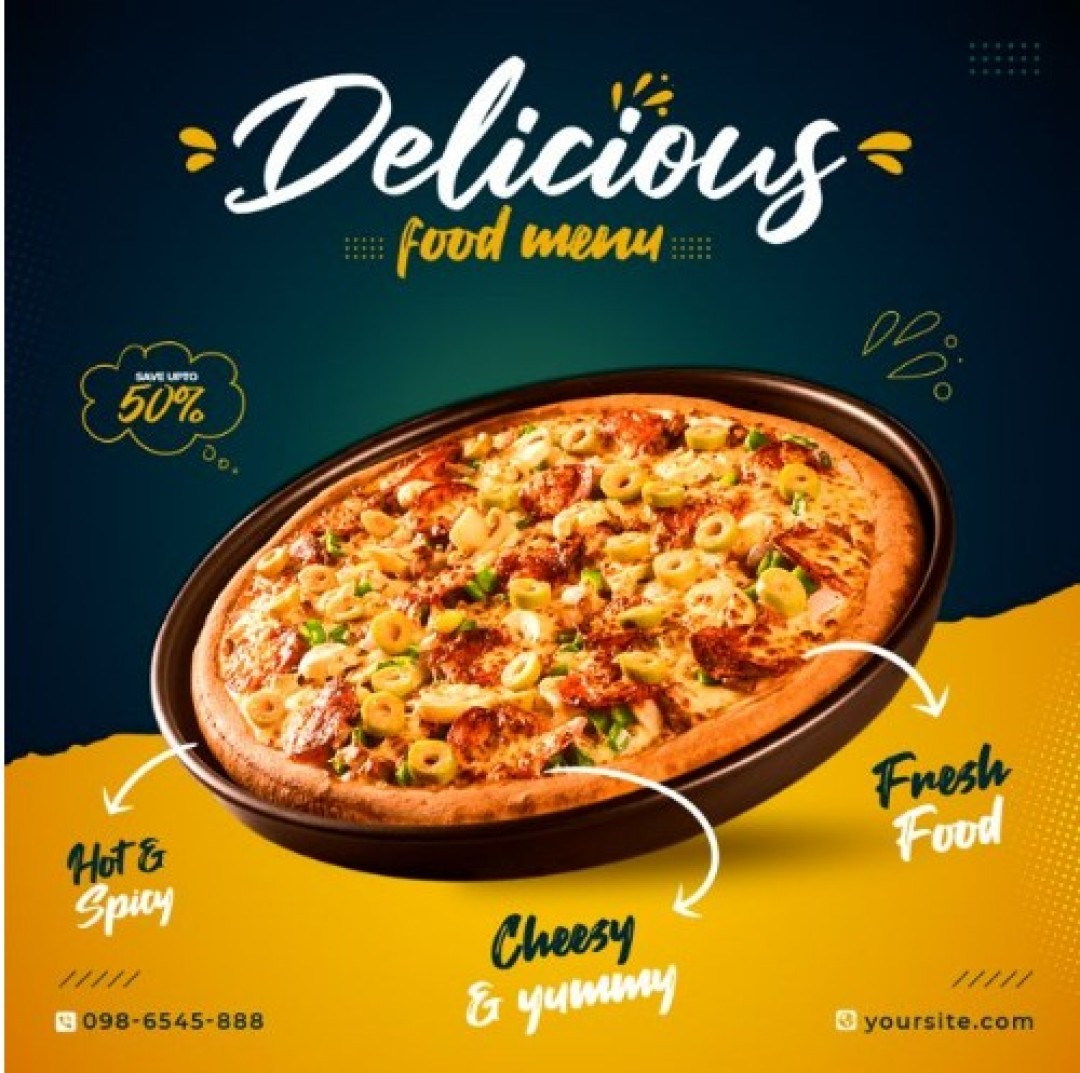 Delicious
food menu
SAVE UPTO
50%
Hot &
Spicy
Cheesy
& yummy
Fresh
Food
098-6545-888
yoursite.com